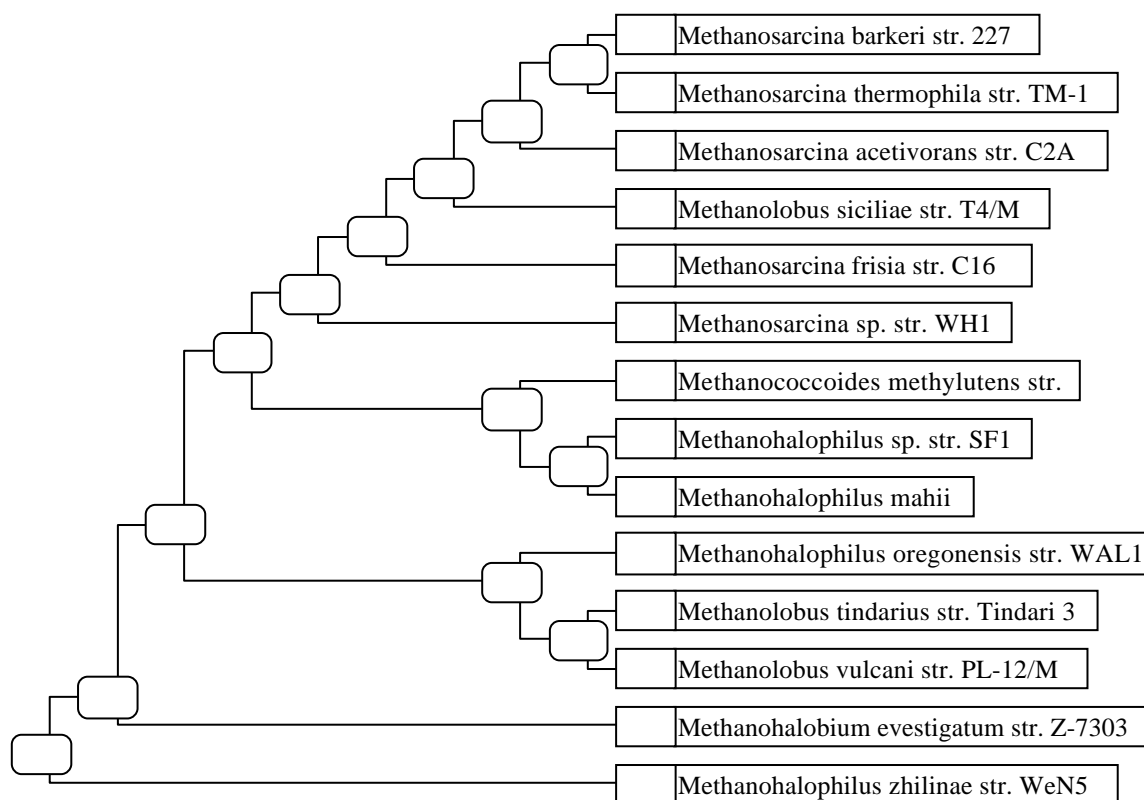 Methanosarcina barkeri str. 227
Methanosarcina thermophila str. TM-1
Methanosarcina acetivorans str. C2A
Methanolobus siciliae str. T4/M
Methanosarcina frisia str. C16
Methanosarcina sp. str. WH1
Methanococcoides methylutens str.
Methanohalophilus sp. str. SF1
Methanohalophilus mahii
Methanohalophilus oregonensis str. WAL1
Methanolobus tindarius str. Tindari 3
Methanolobus vulcani str. PL-12/M
Methanohalobium evestigatum str. Z-7303
Methanohalophilus zhilinae str. WeN5